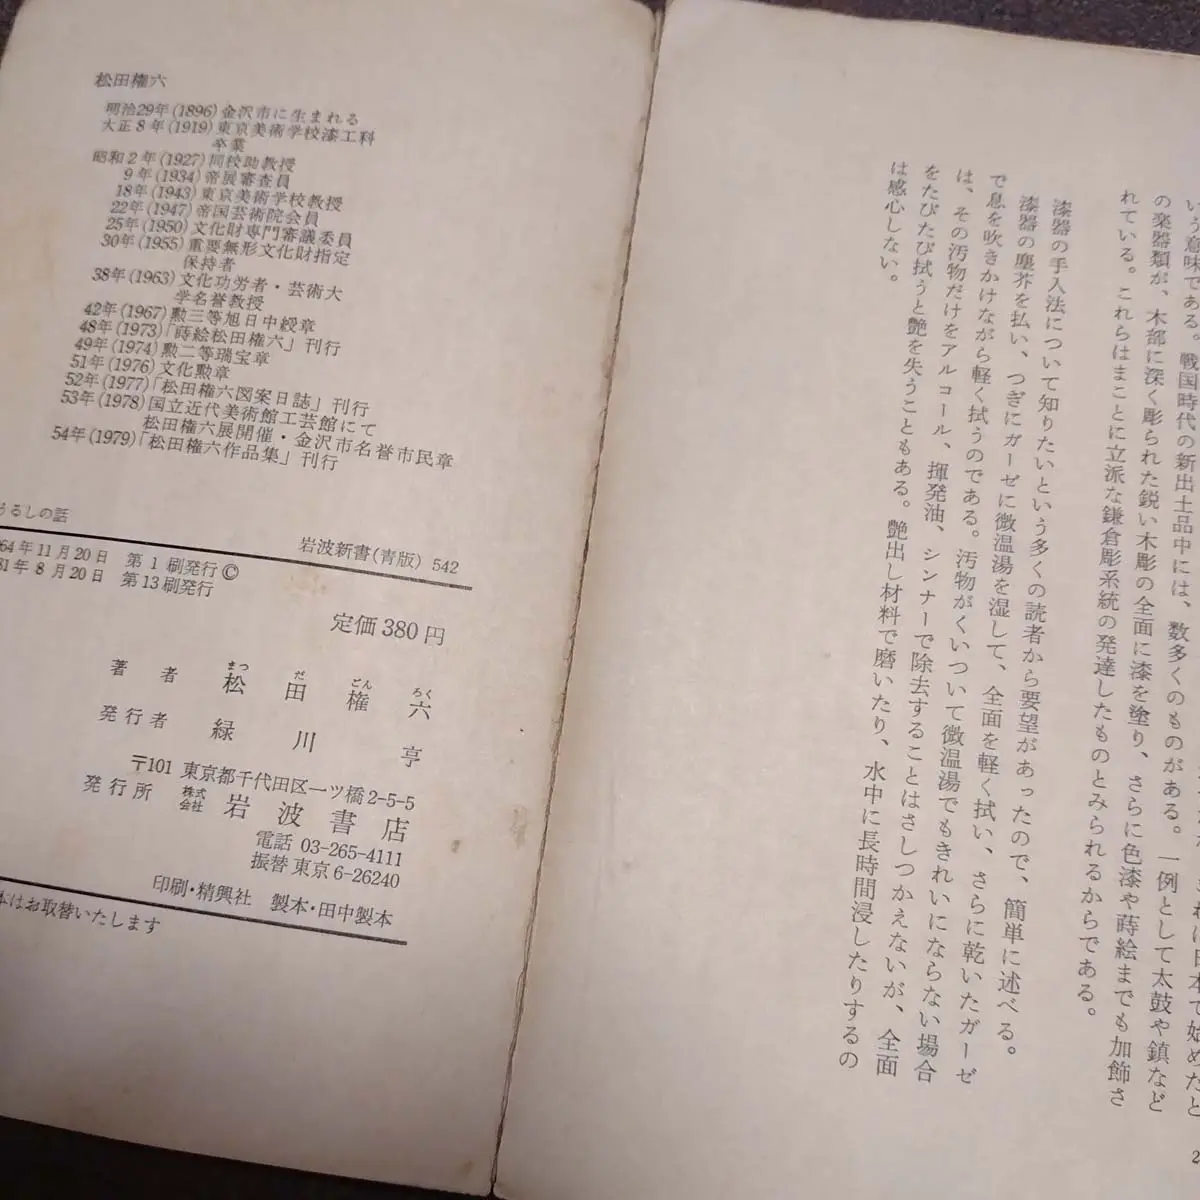 松田権六
明治29年(1896)金沢市に生まれる
大正8年(1919)東京美術学校漆工科
卒業
昭和2年(1927)同校助教授
9年(1934)帝展審査員
18年(1943)東京美術学校教授
22年(1947)帝国芸術院会員
25年(1950)文化財専門審議委員
30年(1955)重要無形文化財指定
保持者
38年(1963)文化功労者・芸術大
学名誉教授
42年(1967)勲三等旭日中綬章
48年(1973)「蒔絵松田権六」刊行
49年(1974)勲二等瑞宝章
51年(1976)文化勲章
52年(1977)「松田権六図案日誌」刊行
53年(1978)国立近代美術館工芸館にて
松田権六展開催・金沢市名誉市民章
54年(1979)「松田権六作品集」刊行
うるしの話
岩波新書(青版) 542
64年11月20日 第1刷発行©
81年8月20日 第13刷発行
定価380円
著者 松田権六
まつ だ ごん ろく
発行者 緑川亨
〒101 東京都千代田区一ツ橋2-5-5
発行所 株式会社 岩波書店
電話 03-265-4111
振替 東京 6-26240
印刷・精興社 製本・田中製本
本はお取替いたします
いう意味である。戦国時代の新出土品中には、数多くのものがある。一例として太鼓や鎮など
の楽器類が、木部に深く彫られた鋭い木彫の全面に漆を塗り、さらに色漆や蒔絵までも加飾さ
れている。これらはまことに立派な鎌倉彫系統の発達したものとみられるからである。
漆器の手入法について知りたいという多くの読者から要望があったので、簡単に述べる。
漆器の塵芥を払い、つぎにガーゼに微温湯を湿して、全面を軽く拭い、さらに乾いたガーゼ
で息を吹きかけながら軽く拭うのである。汚物がくいついて微温湯でもきれいにならない場合
は、その汚物だけをアルコール、揮発油、シンナーで除去することはさしつかえないが、全面
をたびたび拭うと艶を失うこともある。艶出し材料で磨いたり、水中に長時間浸したりするの
は感心しない。